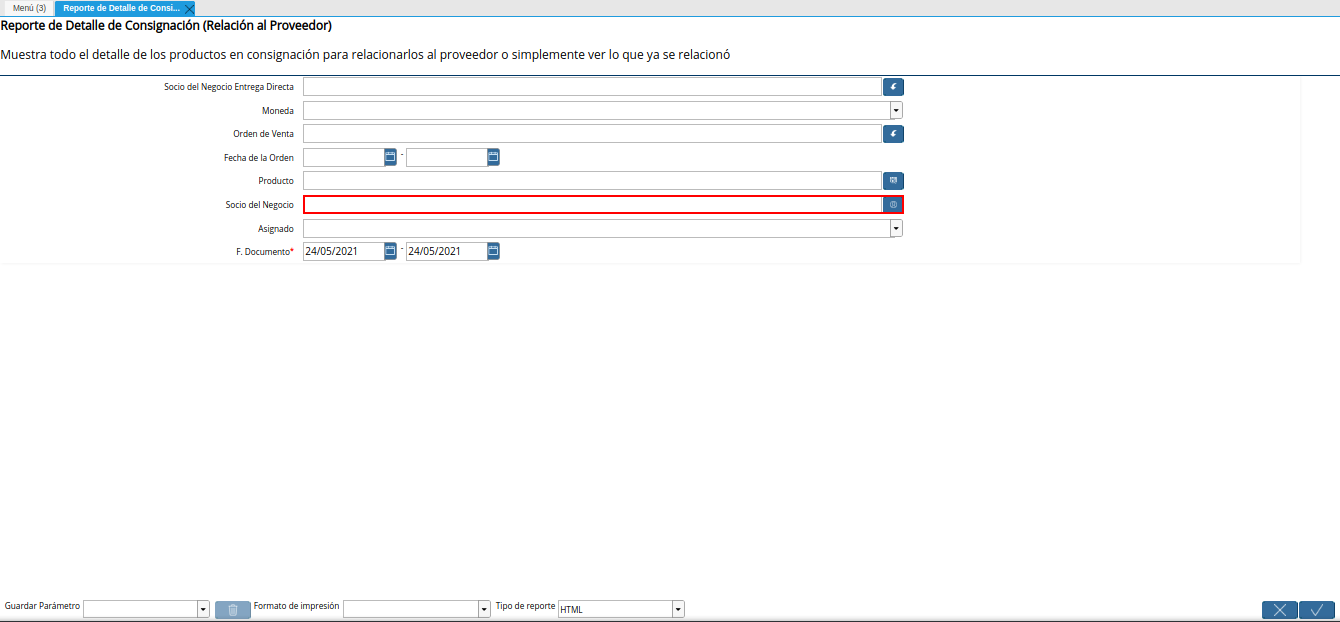 Menú (3) Reporte de Detalle de Consi...
Reporte de Detalle de Consignación (Relación al Proveedor)
Muestra todo el detalle de los productos en consignación para relacionarlos al proveedor o simplemente ver lo que ya se relacionó
Socio del Negocio Entrega Directa
Moneda
Orden de Venta
Fecha de la Orden -
Producto
Socio del Negocio
Asignado
F. Documento* 24/05/2021 - 24/05/2021
Guardar Parámetro Formato de impresión Tipo de reporte HTML